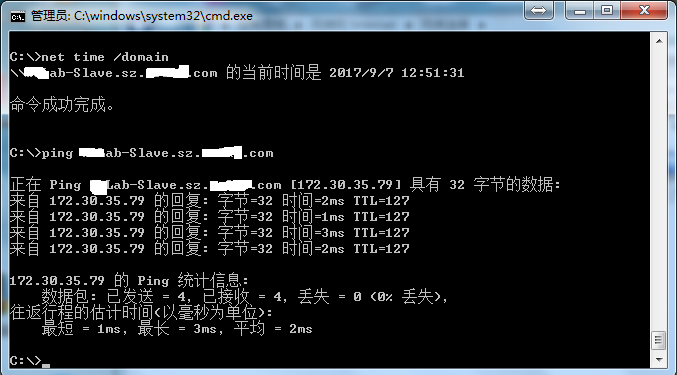 管理员: C:\windows\system32\cmd.exe
C:\>net time /domain
\\ ab-Slave.sz. .com 的当前时间是 2017/9/7 12:51:31
命令成功完成。
C:\>ping Lab-Slave.sz. .com
正在 Ping Lab-Slave.sz. .com [172.30.35.79] 具有 32 字节的数据:
来自 172.30.35.79 的回复: 字节=32 时间=2ms TTL=127
来自 172.30.35.79 的回复: 字节=32 时间=1ms TTL=127
来自 172.30.35.79 的回复: 字节=32 时间=3ms TTL=127
来自 172.30.35.79 的回复: 字节=32 时间=2ms TTL=127
172.30.35.79 的 Ping 统计信息:
数据包: 已发送 = 4, 已接收 = 4, 丢失 = 0 (0% 丢失),
往返行程的估计时间(以毫秒为单位):
最短 = 1ms, 最长 = 3ms, 平均 = 2ms
C:\>